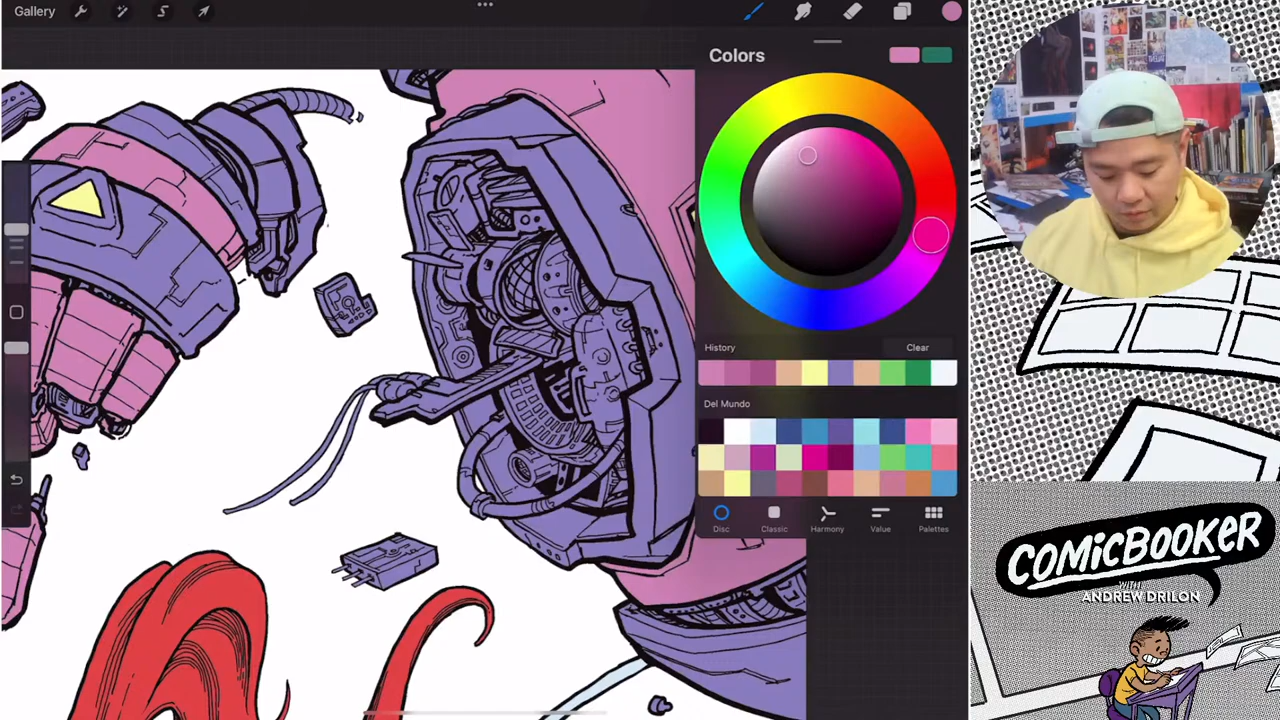 Gallery
Colors
History
Clear
Del Mundo
Disc
Classic
Harmony
Value
Palettes
COMiCBOOKER
WITH
ANDREW DRILON